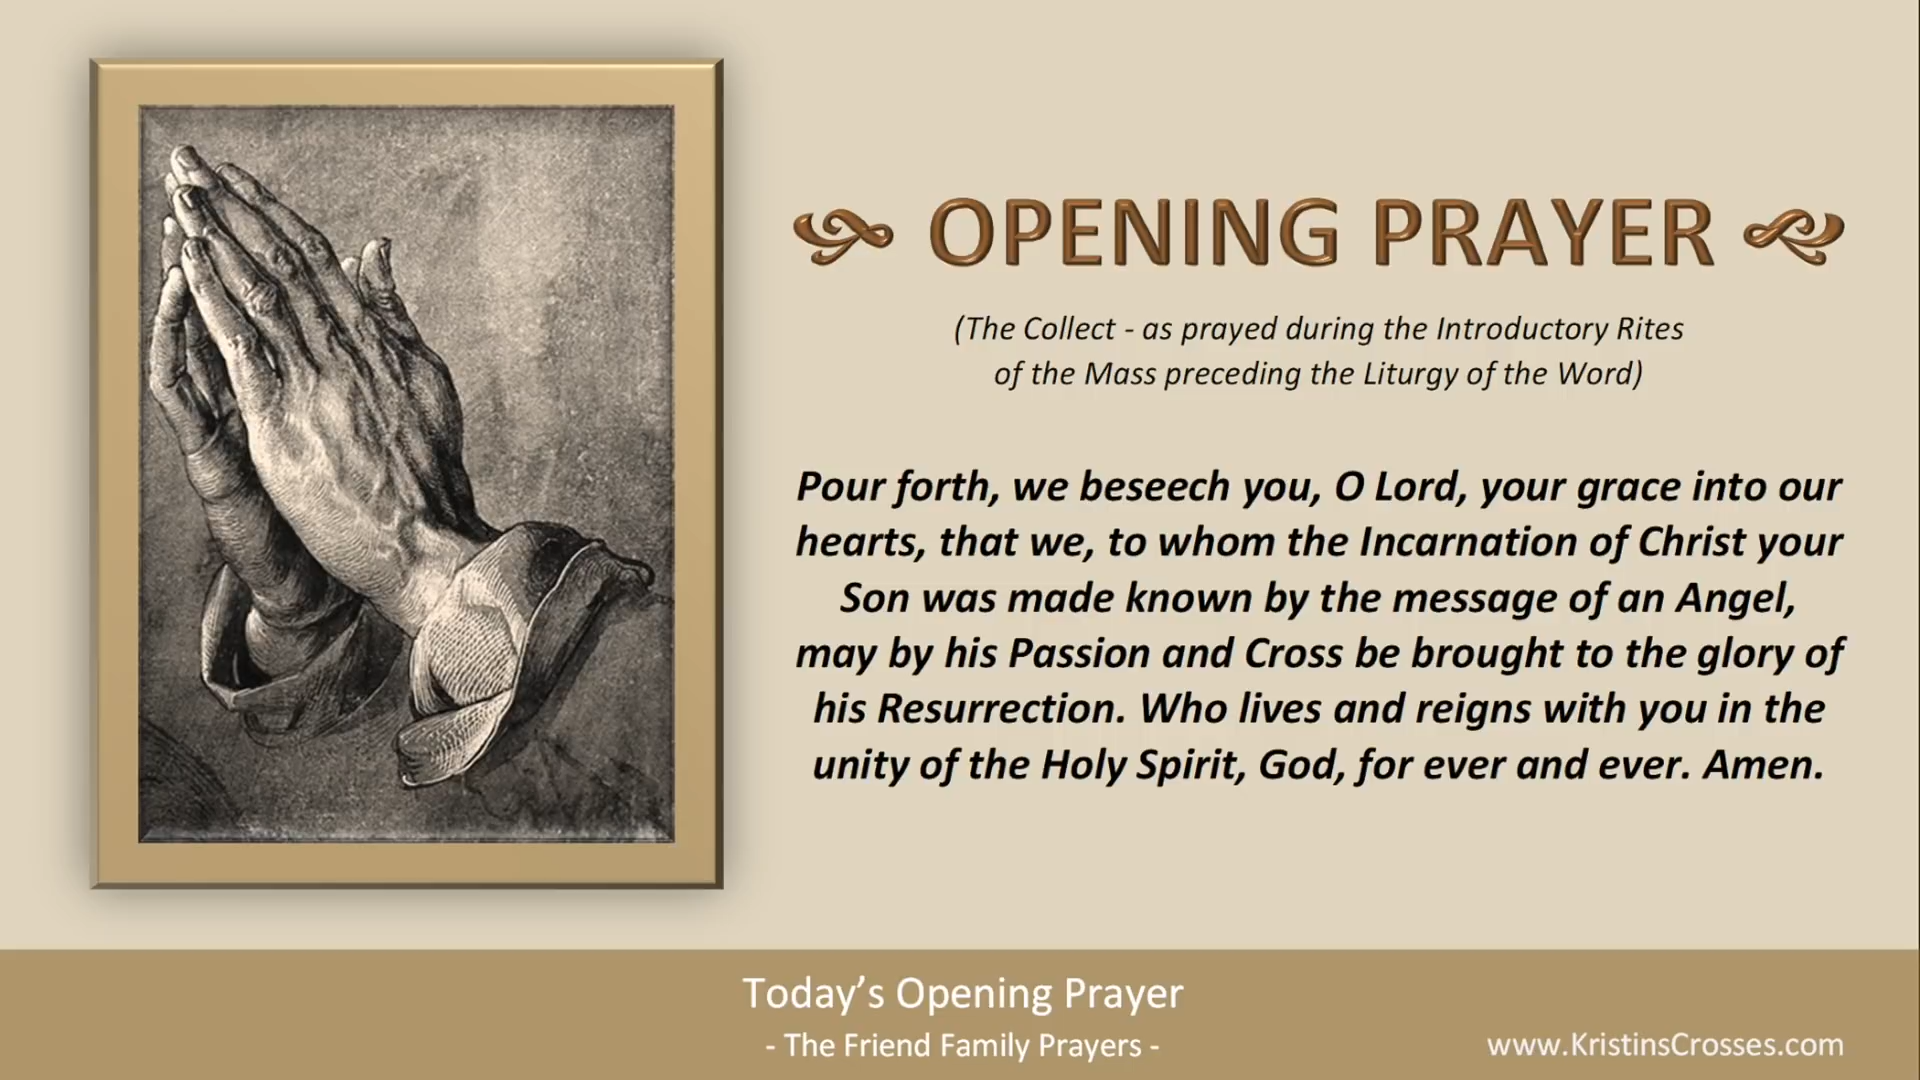 OPENING PRAYER
(The Collect - as prayed during the Introductory Rites
of the Mass preceding the Liturgy of the Word)
Pour forth, we beseech you, O Lord, your grace into our
hearts, that we, to whom the Incarnation of Christ your
Son was made known by the message of an Angel,
may by his Passion and Cross be brought to the glory of
his Resurrection. Who lives and reigns with you in the
unity of the Holy Spirit, God, for ever and ever. Amen.
Today’s Opening Prayer
- The Friend Family Prayers -
www.KristinsCrosses.com